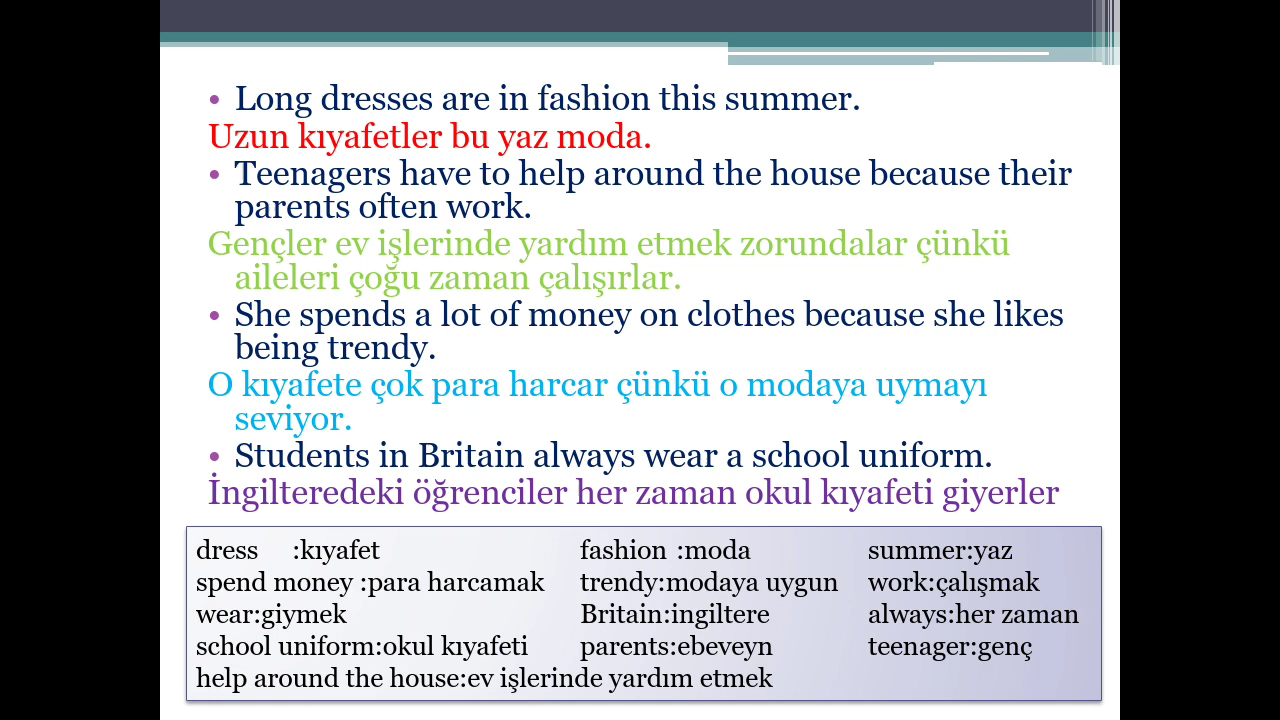 • Long dresses are in fashion this summer.
Uzun kıyafetler bu yaz moda.
• Teenagers have to help around the house because their
parents often work.
Gençler ev işlerinde yardım etmek zorundalar çünkü
aileleri çoğu zaman çalışırlar.
• She spends a lot of money on clothes because she likes
being trendy.
O kıyafete çok para harcar çünkü o modaya uymayı
seviyor.
• Students in Britain always wear a school uniform.
İngilteredeki öğrenciler her zaman okul kıyafeti giyerler
dress :kıyafet fashion :moda summer:yaz
spend money :para harcamak trendy:modaya uygun work:çalışmak
wear:giymek Britain:ingiltere always:her zaman
school uniform:okul kıyafeti parents:ebeveyn teenager:genç
help around the house:ev işlerinde yardım etmek